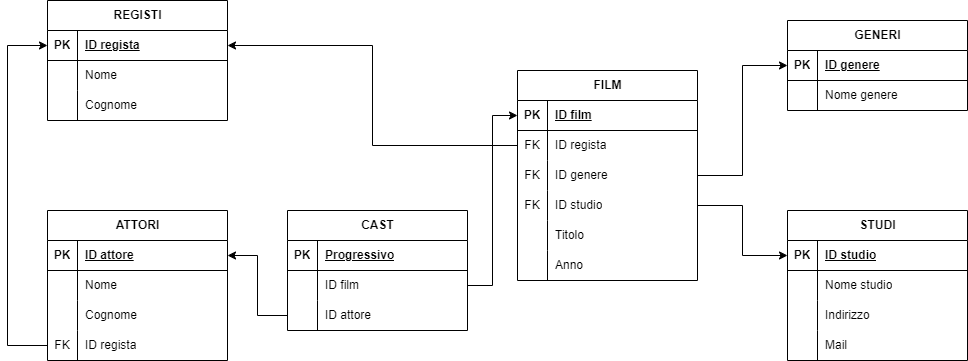 REGISTI
PK ID regista
Nome
Cognome
GENERI
PK ID genere
Nome genere
FILM
PK ID film
FK ID regista
FK ID genere
FK ID studio
Titolo
Anno
ATTORI
PK ID attore
Nome
Cognome
FK ID regista
CAST
PK Progressivo
ID film
ID attore
STUDI
PK ID studio
Nome studio
Indirizzo
Mail